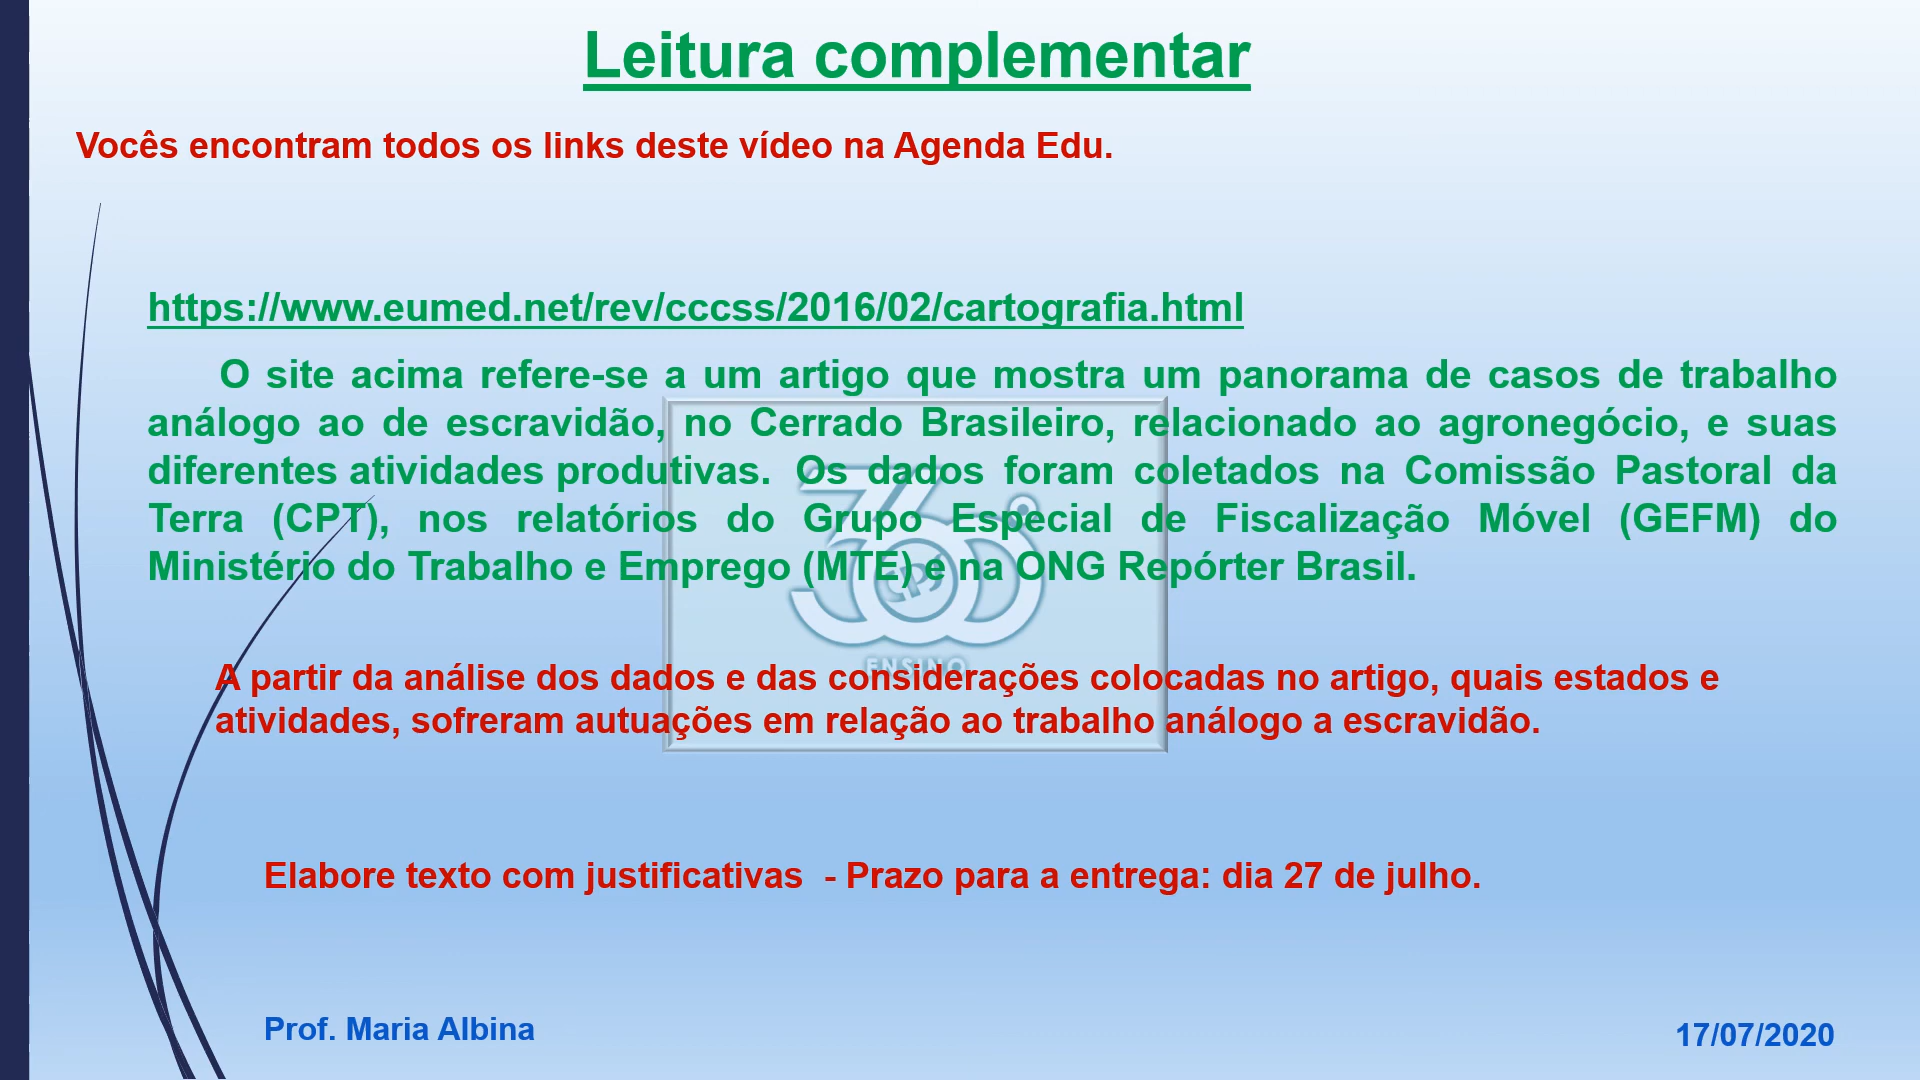 Leitura complementar
Vocês encontram todos os links deste vídeo na Agenda Edu.
https://www.eumed.net/rev/cccss/2016/02/cartografia.html
O site acima refere-se a um artigo que mostra um panorama de casos de trabalho
análogo ao de escravidão, no Cerrado Brasileiro, relacionado ao agronegócio, e suas
diferentes atividades produtivas. Os dados foram coletados na Comissão Pastoral da
Terra (CPT), nos relatórios do Grupo Especial de Fiscalização Móvel (GEFM) do
Ministério do Trabalho e Emprego (MTE) e na ONG Repórter Brasil.
360°
ENSINO
A partir da análise dos dados e das considerações colocadas no artigo, quais estados e
atividades, sofreram autuações em relação ao trabalho análogo a escravidão.
Elabore texto com justificativas - Prazo para a entrega: dia 27 de julho.
Prof. Maria Albina
17/07/2020